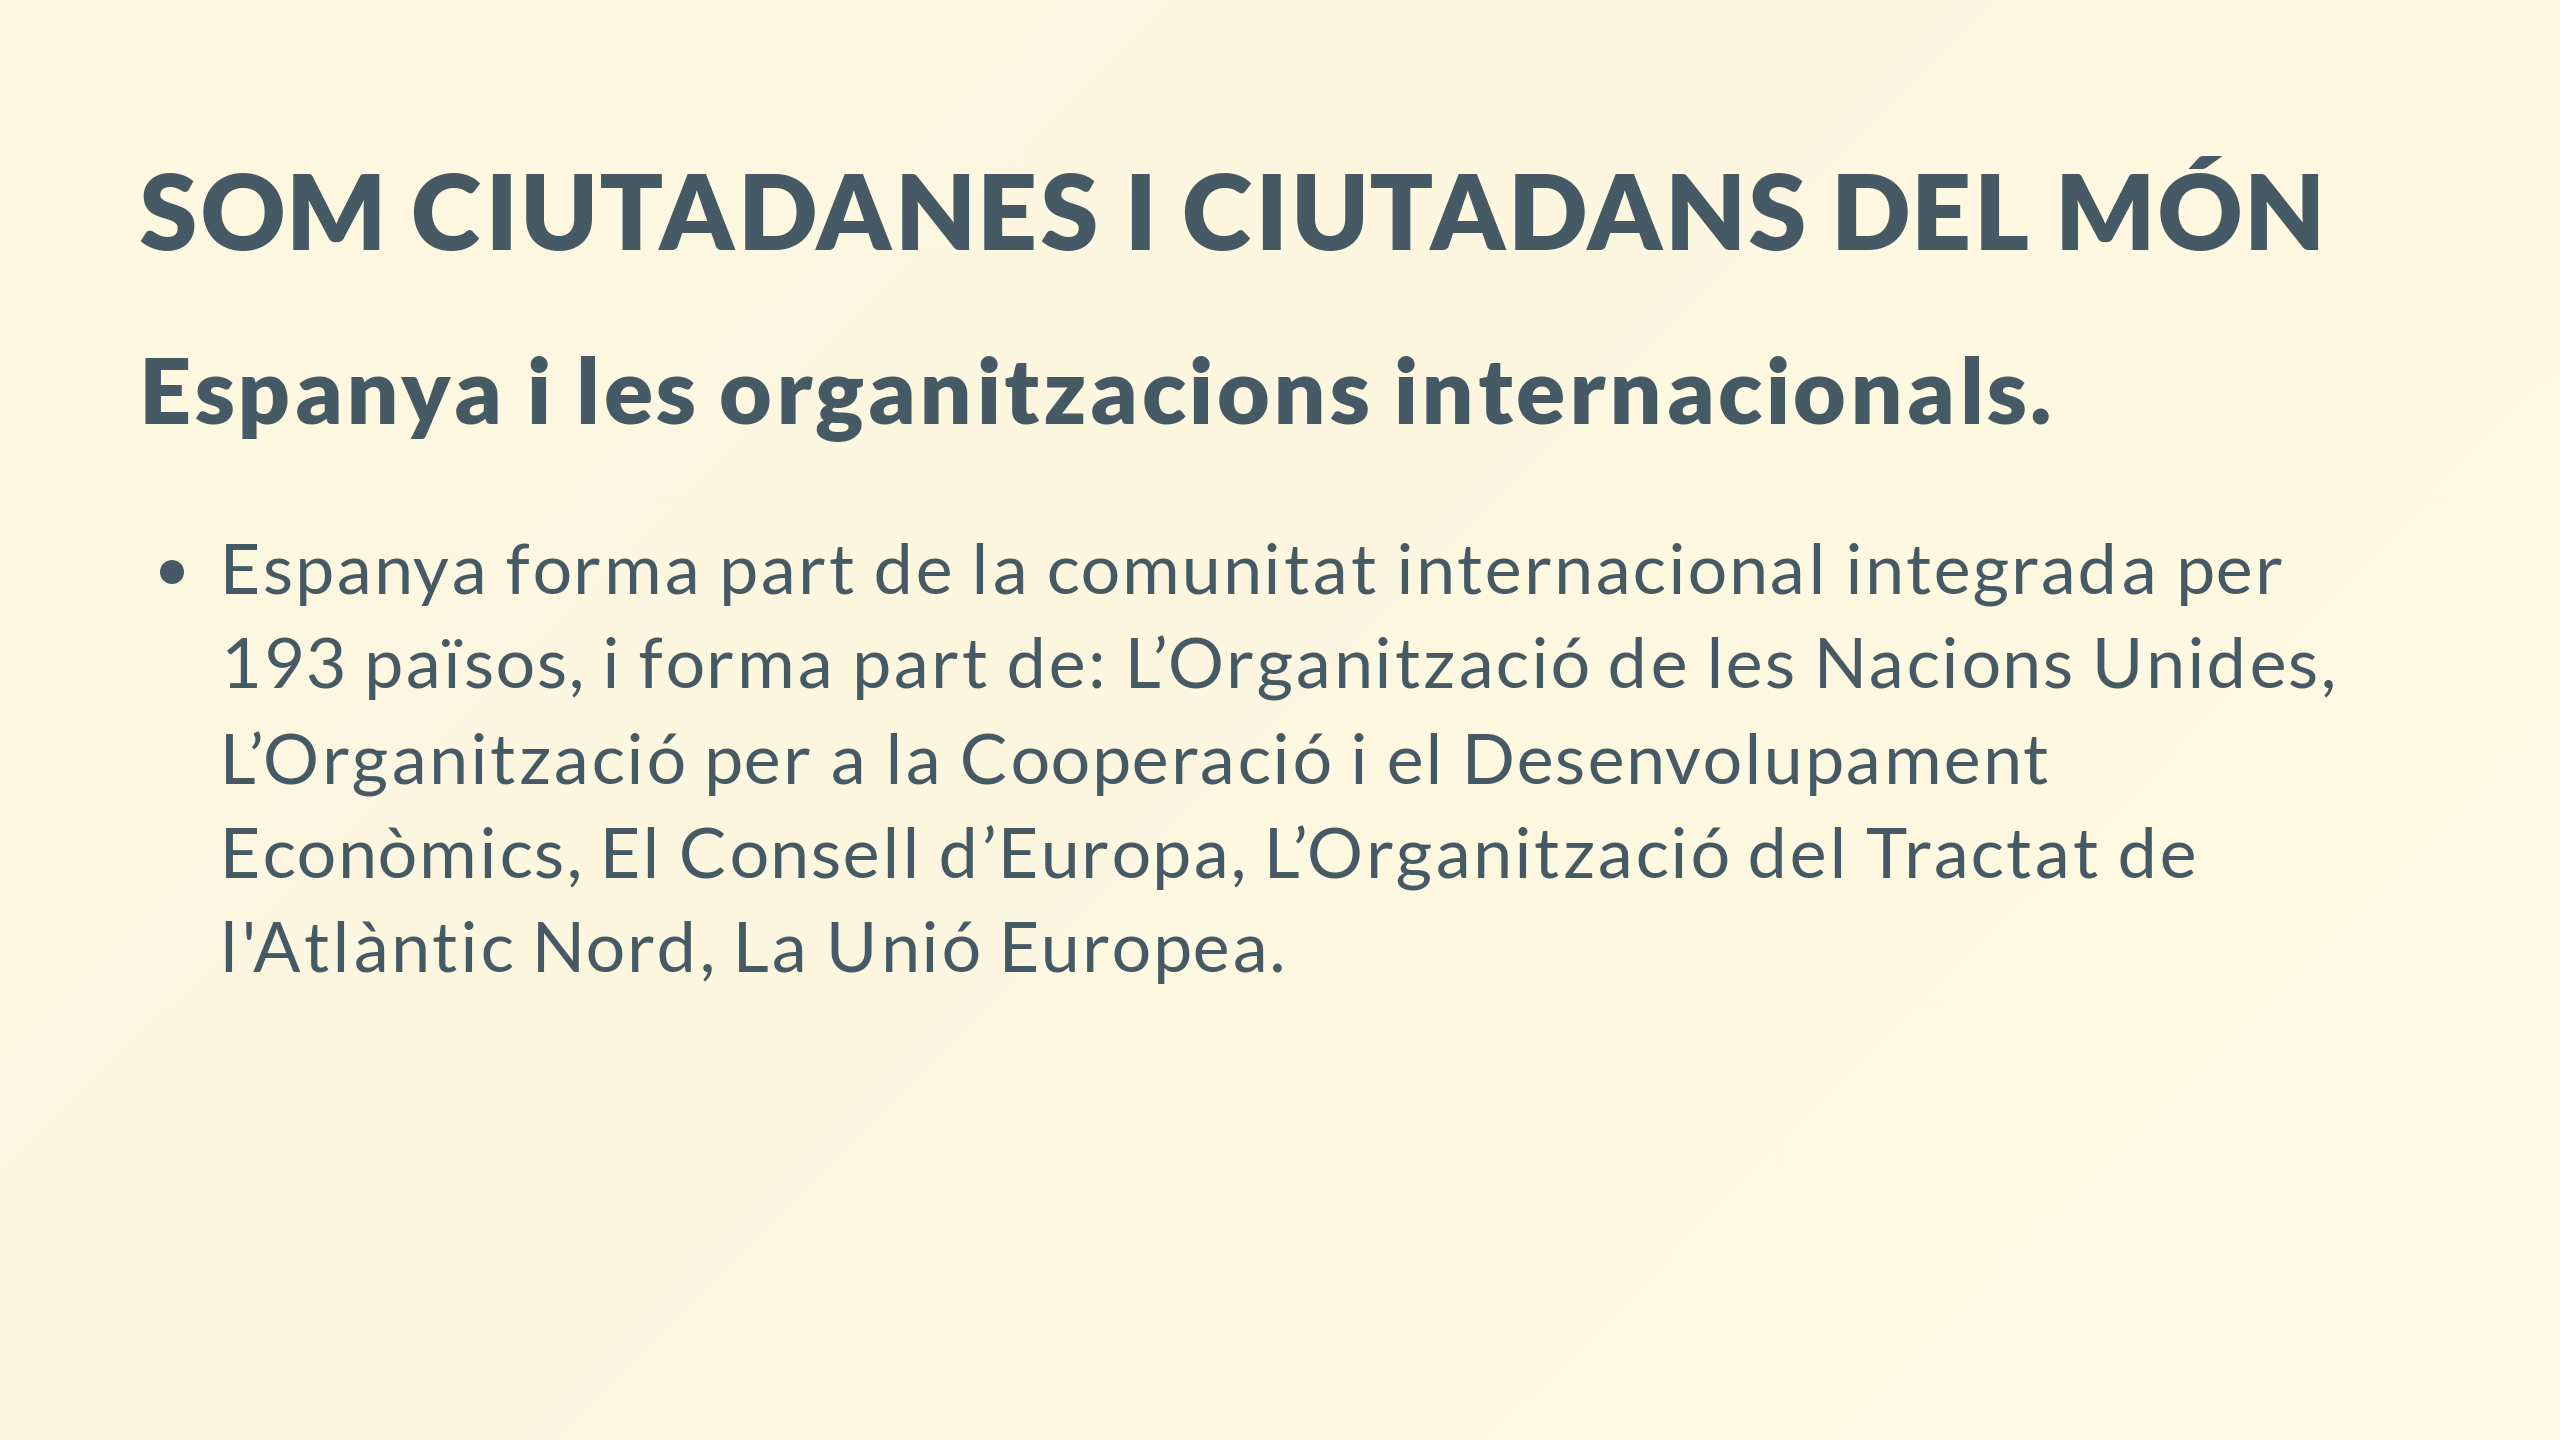 SOM CIUTADANES I CIUTADANS DEL MÓN
Espanya i les organitzacions internacionals.
• Espanya forma part de la comunitat internacional integrada per
193 països, i forma part de: L’Organització de les Nacions Unides,
L’Organització per a la Cooperació i el Desenvolupament
Econòmics, El Consell d’Europa, L’Organització del Tractat de
l'Atlàntic Nord, La Unió Europea.